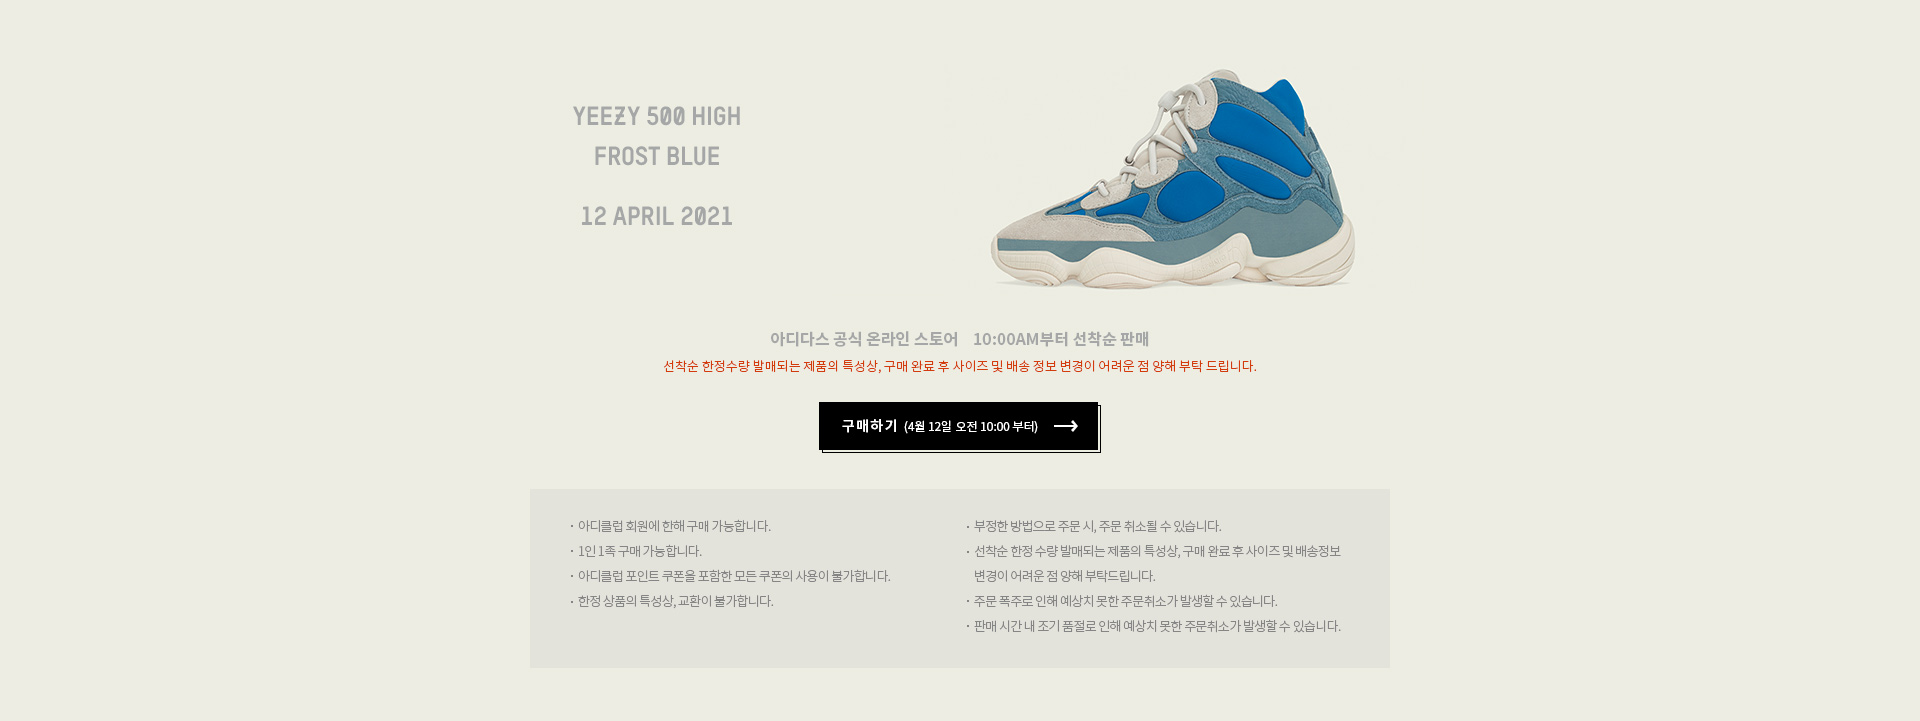 YEEZY 500 HIGH
FROST BLUE
12 APRIL 2021
아디다스 공식 온라인 스토어 10:00AM부터 선착순 판매
선착순 한정수량 발매되는 제품의 특성상, 구매 완료 후 사이즈 및 배송 정보 변경이 어려운 점 양해 부탁 드립니다.
구매하기 (4월 12일 오전 10:00 부터) →
· 아디클럽 회원에 한해 구매 가능합니다.
· 1인 1족 구매 가능합니다.
· 아디클럽 포인트 쿠폰을 포함한 모든 쿠폰의 사용이 불가합니다.
· 한정 상품의 특성상, 교환이 불가합니다.
· 부정한 방법으로 주문 시, 주문 취소될 수 있습니다.
· 선착순 한정 수량 발매되는 제품의 특성상, 구매 완료 후 사이즈 및 배송정보
변경이 어려운 점 양해 부탁드립니다.
· 주문 폭주로 인해 예상치 못한 주문취소가 발생할 수 있습니다.
· 판매 시간 내 조기 품절로 인해 예상치 못한 주문취소가 발생할 수 있습니다.